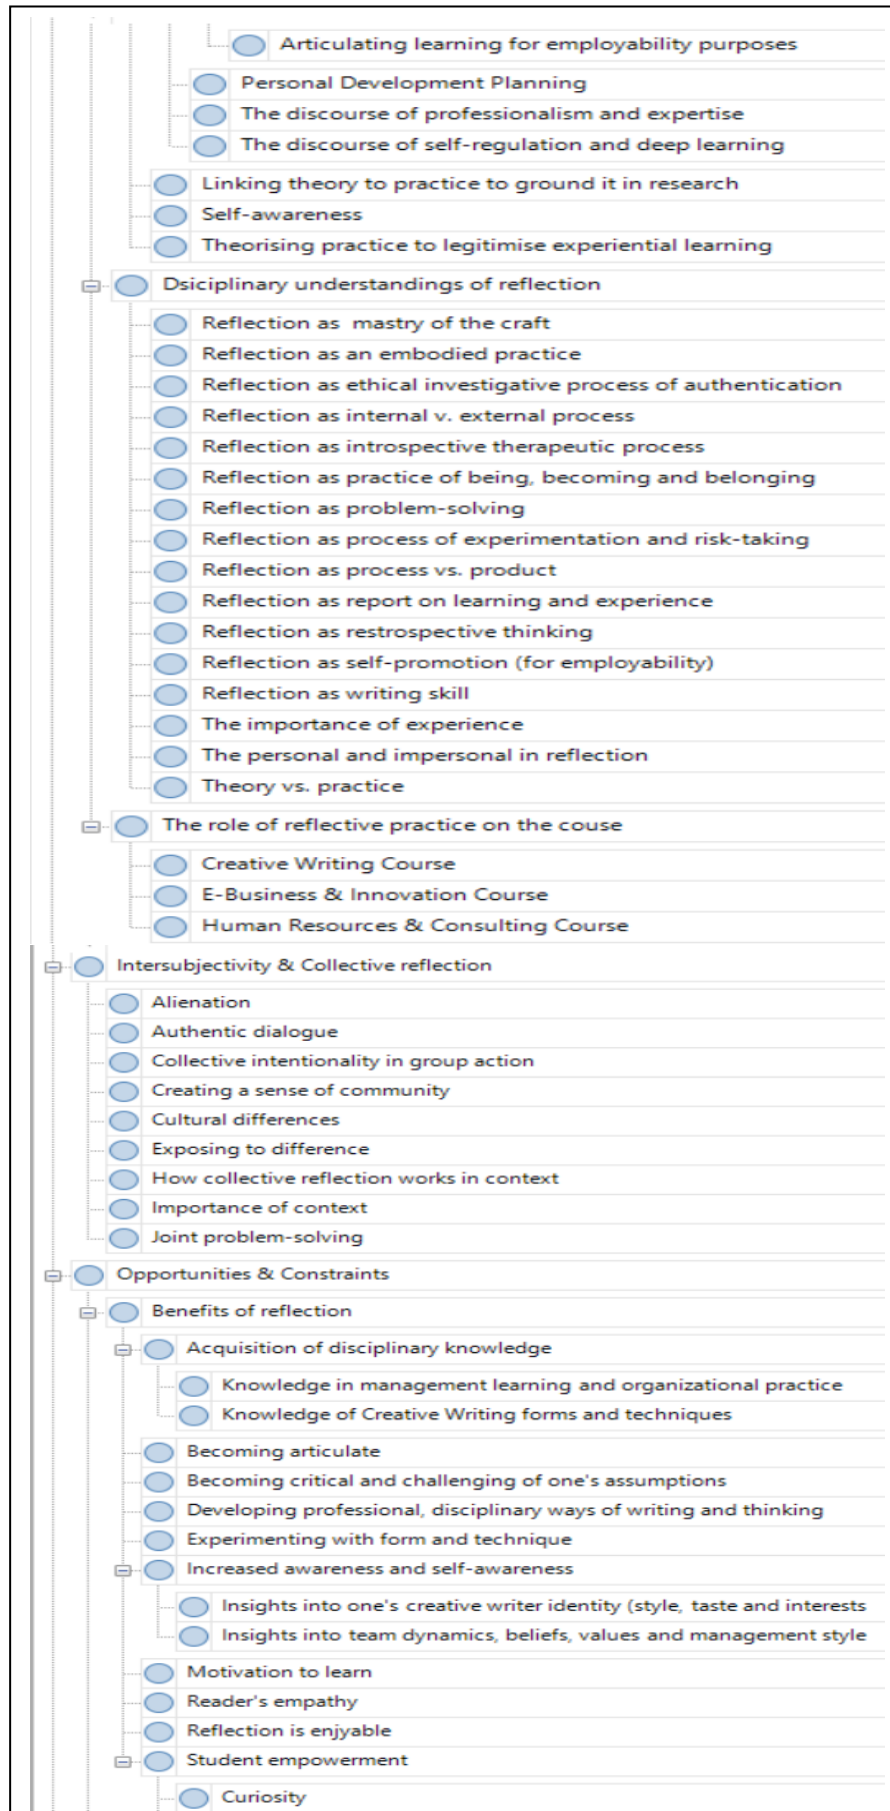 Articulating learning for employability purposes
Personal Development Planning
The discourse of professionalism and expertise
The discourse of self-regulation and deep learning
Linking theory to practice to ground it in research
Self-awareness
Theorising practice to legitimise experiential learning
Dsiciplinary understandings of reflection
Reflection as mastry of the craft
Reflection as an embodied practice
Reflection as ethical investigative process of authentication
Reflection as internal v. external process
Reflection as introspective therapeutic process
Reflection as practice of being, becoming and belonging
Reflection as problem-solving
Reflection as process of experimentation and risk-taking
Reflection as process vs. product
Reflection as report on learning and experience
Reflection as restrospective thinking
Reflection as self-promotion (for employability)
Reflection as writing skill
The importance of experience
The personal and impersonal in reflection
Theory vs. practice
The role of reflective practice on the couse
Creative Writing Course
E-Business & Innovation Course
Human Resources & Consulting Course
Intersubjectivity & Collective reflection
Alienation
Authentic dialogue
Collective intentionality in group action
Creating a sense of community
Cultural differences
Exposing to difference
How collective reflection works in context
Importance of context
Joint problem-solving
Opportunities & Constraints
Benefits of reflection
Acquisition of disciplinary knowledge
Knowledge in management learning and organizational practice
Knowledge of Creative Writing forms and techniques
Becoming articulate
Becoming critical and challenging of one's assumptions
Developing professional, disciplinary ways of writing and thinking
Experimenting with form and technique
Increased awareness and self-awareness
Insights into one's creative writer identity (style, taste and interests
Insights into team dynamics, beliefs, values and management style
Motivation to learn
Reader's empathy
Reflection is enjyable
Student empowerment
Curiosity